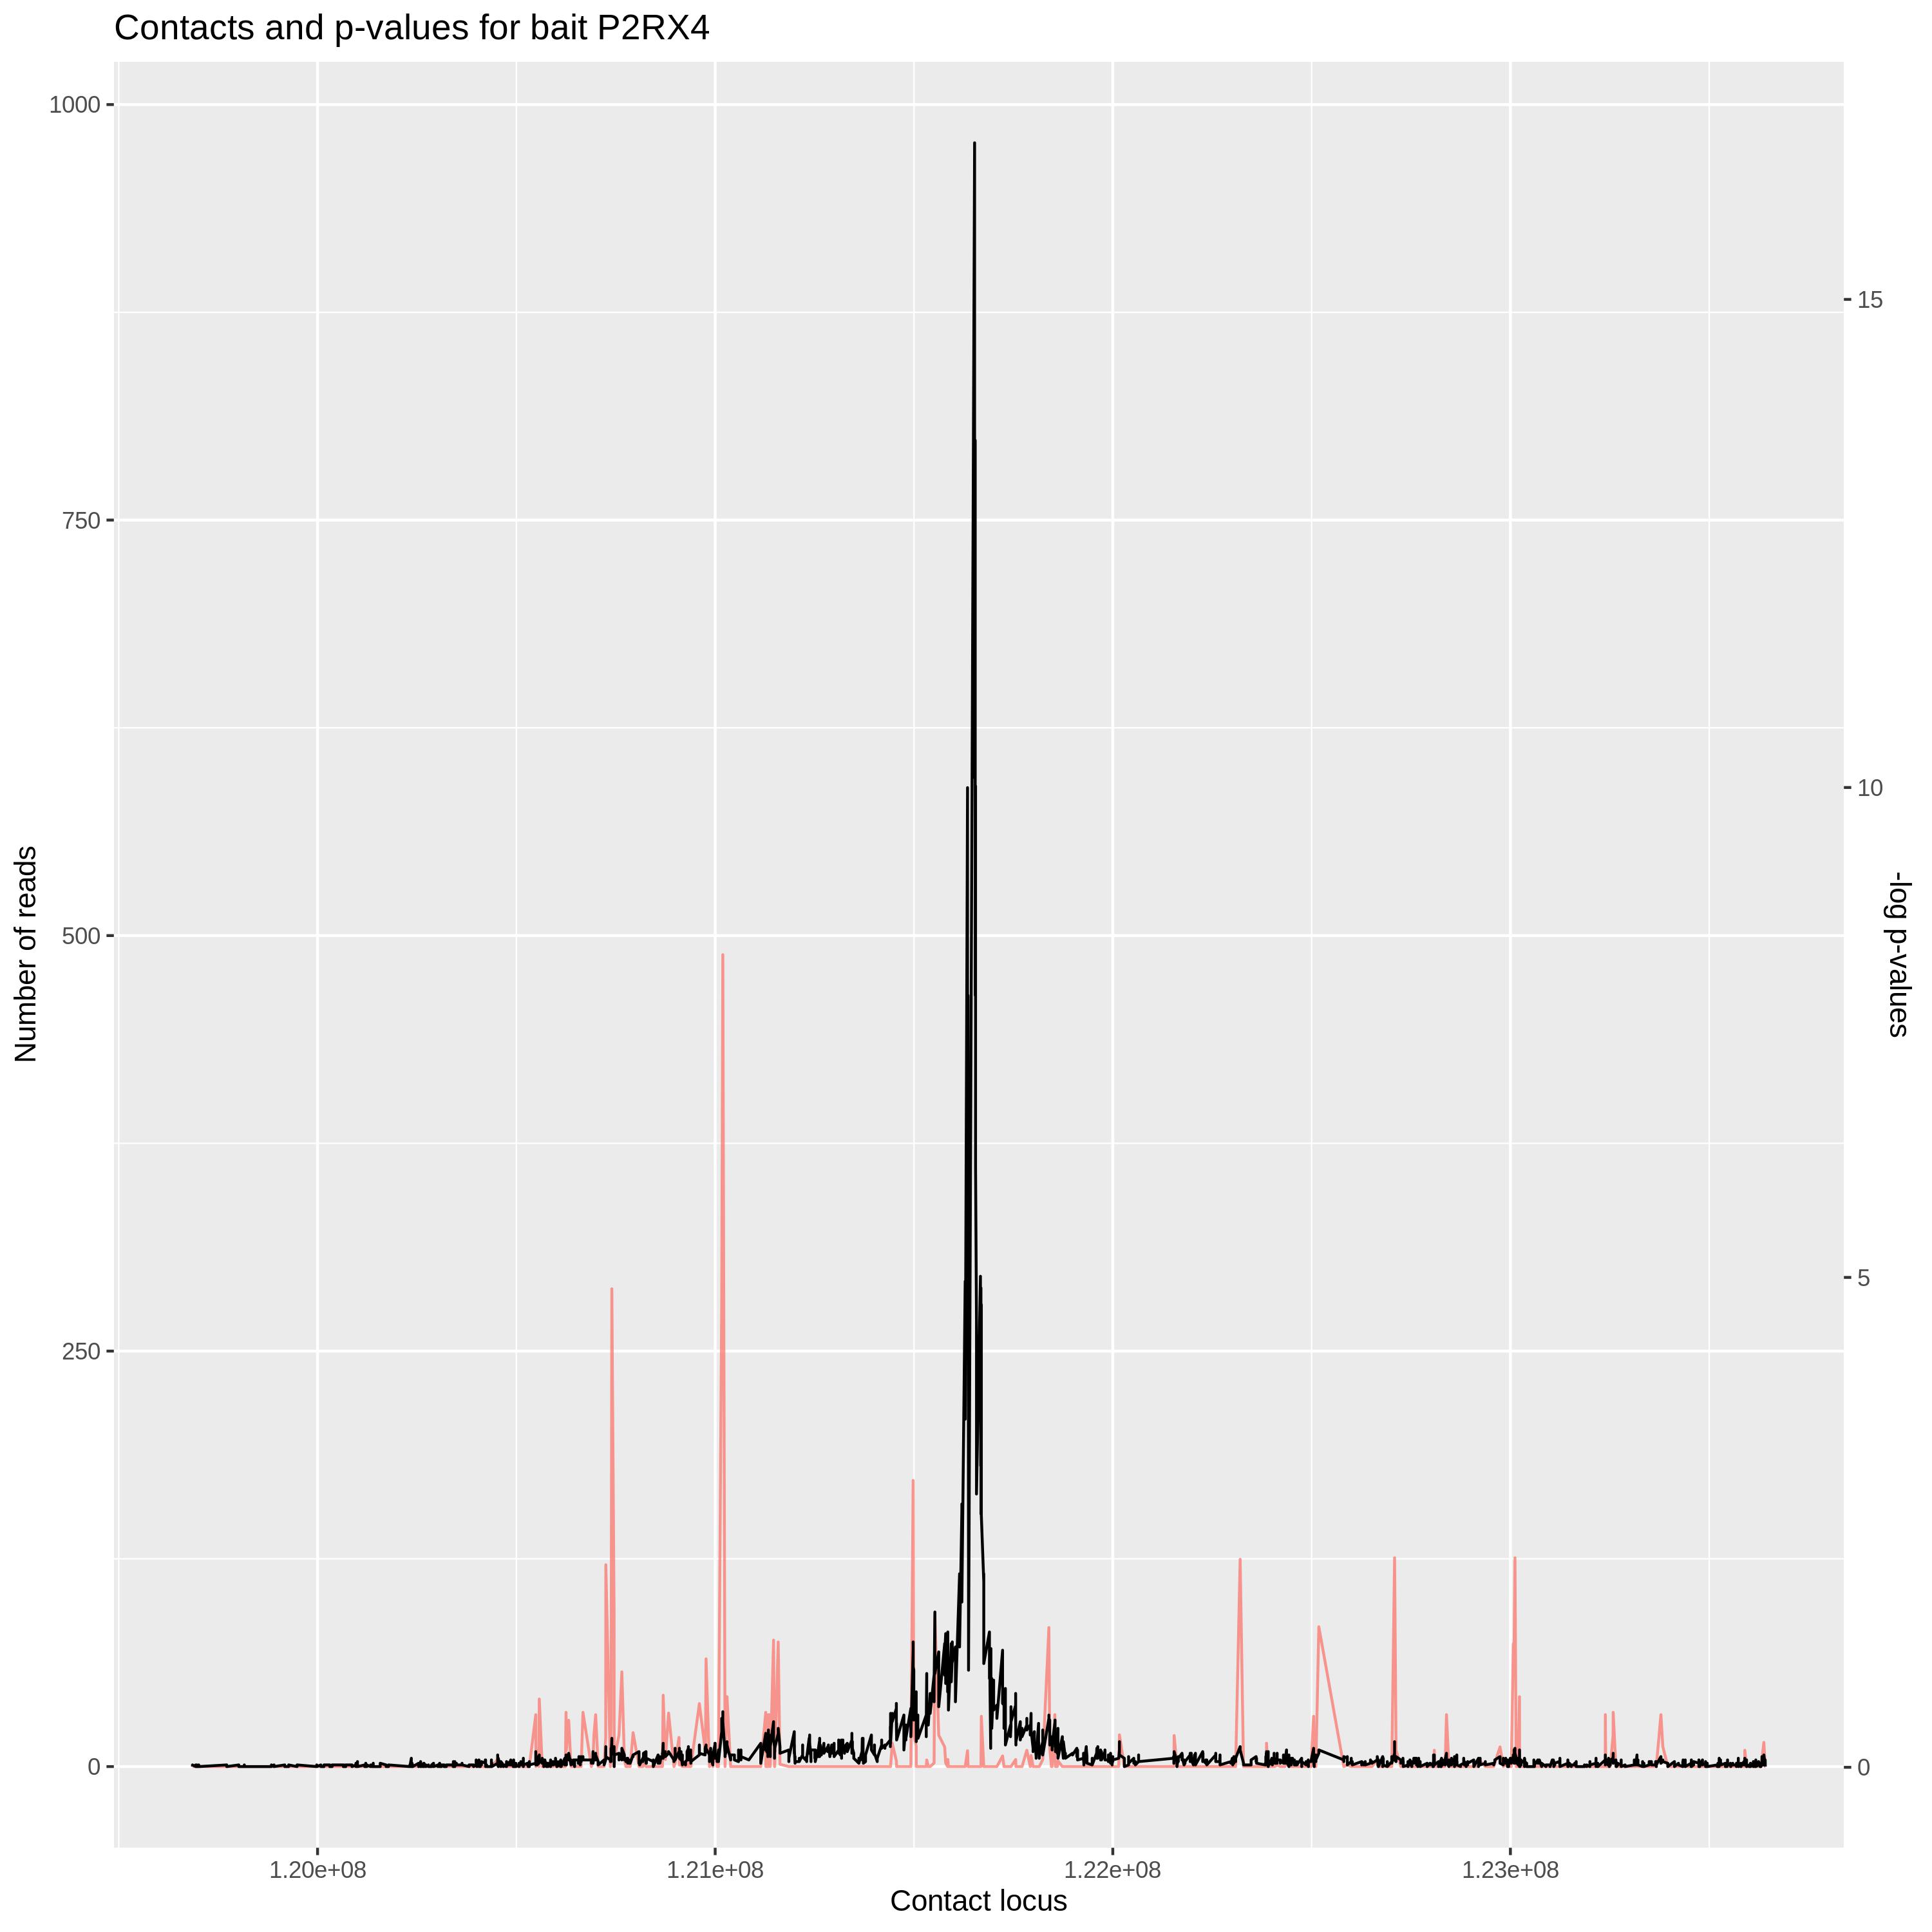 Contacts and p-values for bait P2RX4
1000
750
500
250
0
Number of reads
15
10
5
0
-log p-values
1.20e+08
1.21e+08
1.22e+08
1.23e+08
Contact locus